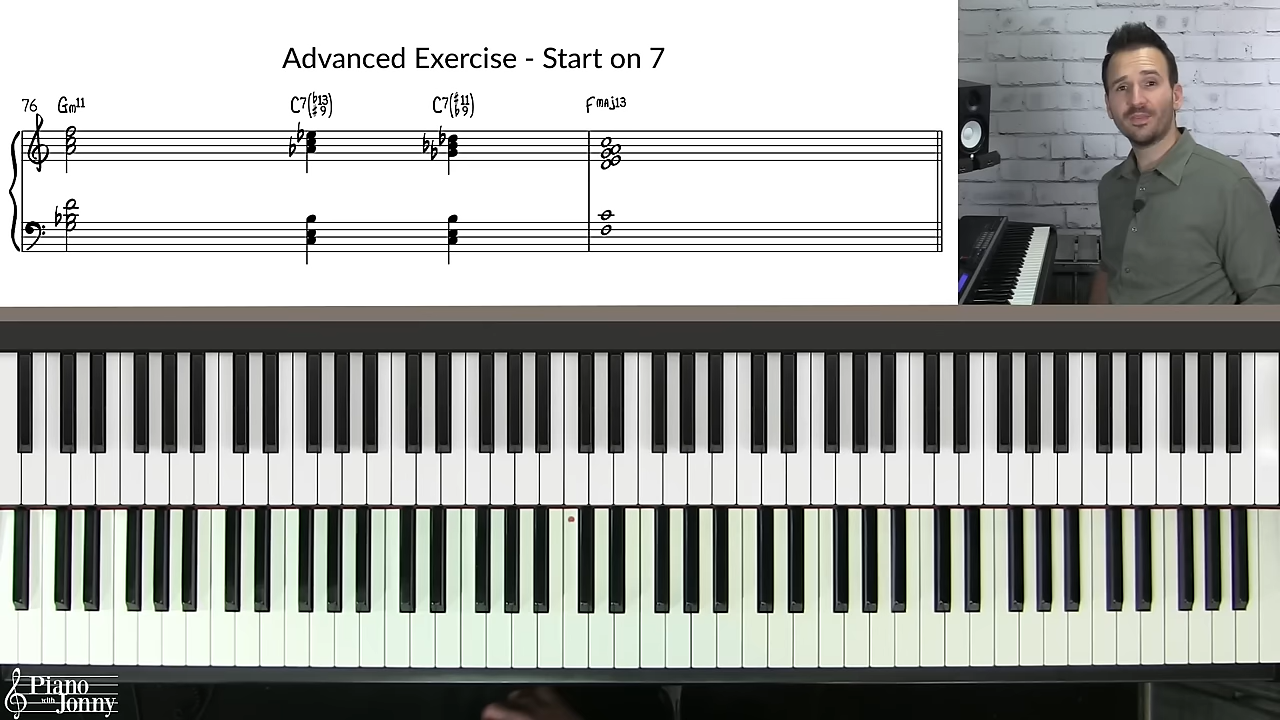 Advanced Exercise - Start on 7
76 Gm11 C7(♭13 ♯9) C7(♯11 ♭9) Fmaj13
Piano
with
Jonny